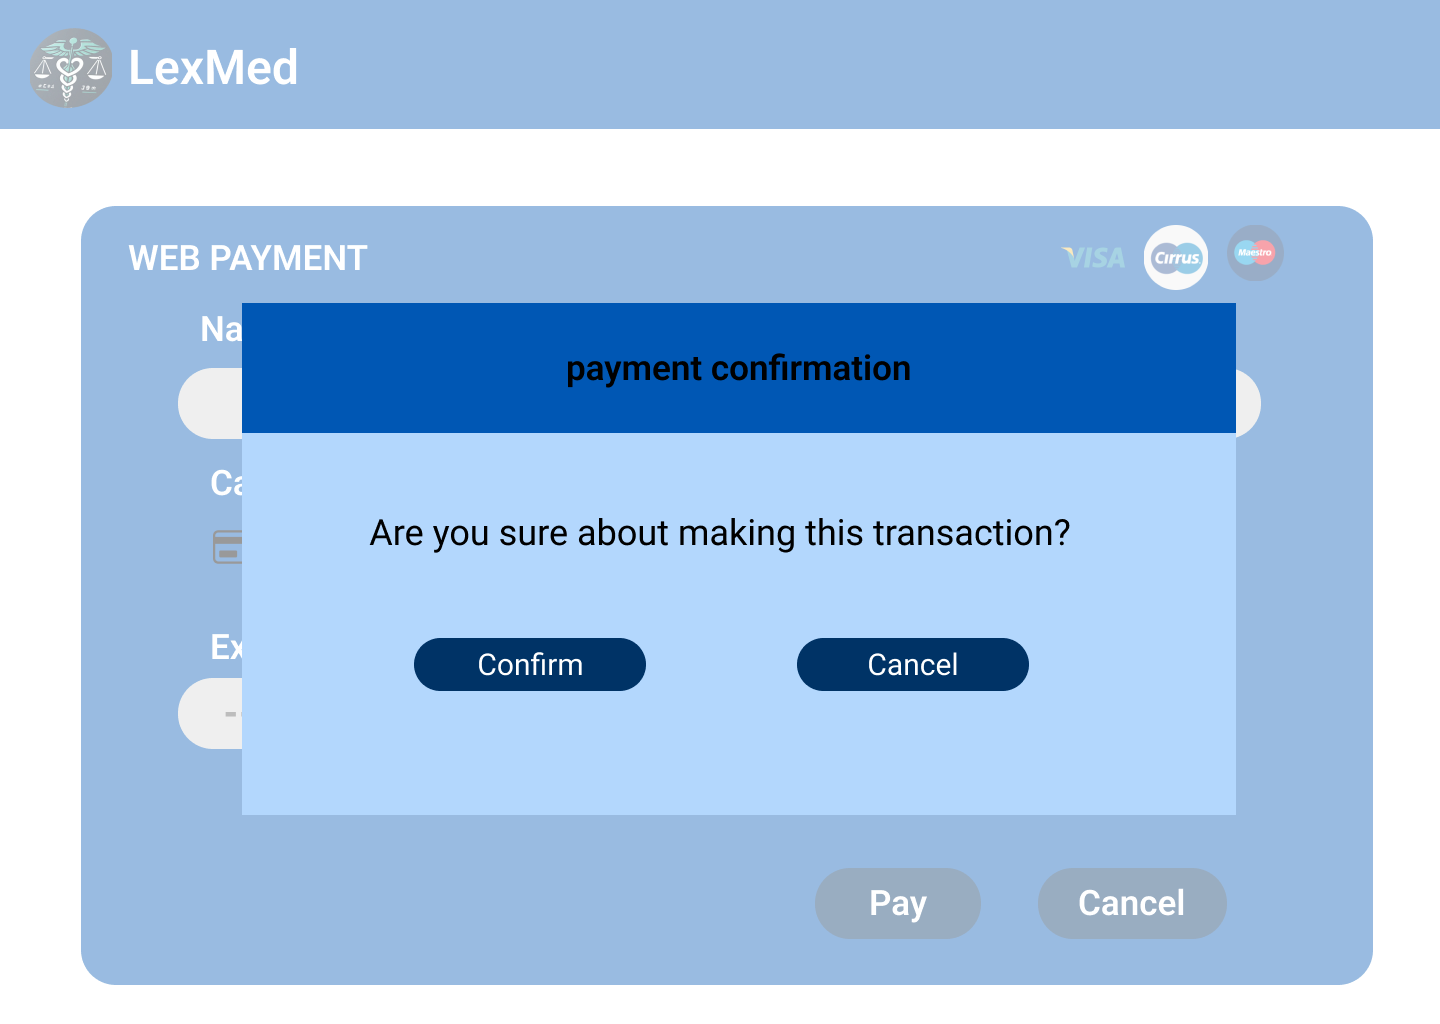 LexMed
WEB PAYMENT
VISA
Cirrus
Maestro
Na
payment confirmation
Ca
Are you sure about making this transaction?
Ex
Confirm
Cancel
Pay
Cancel